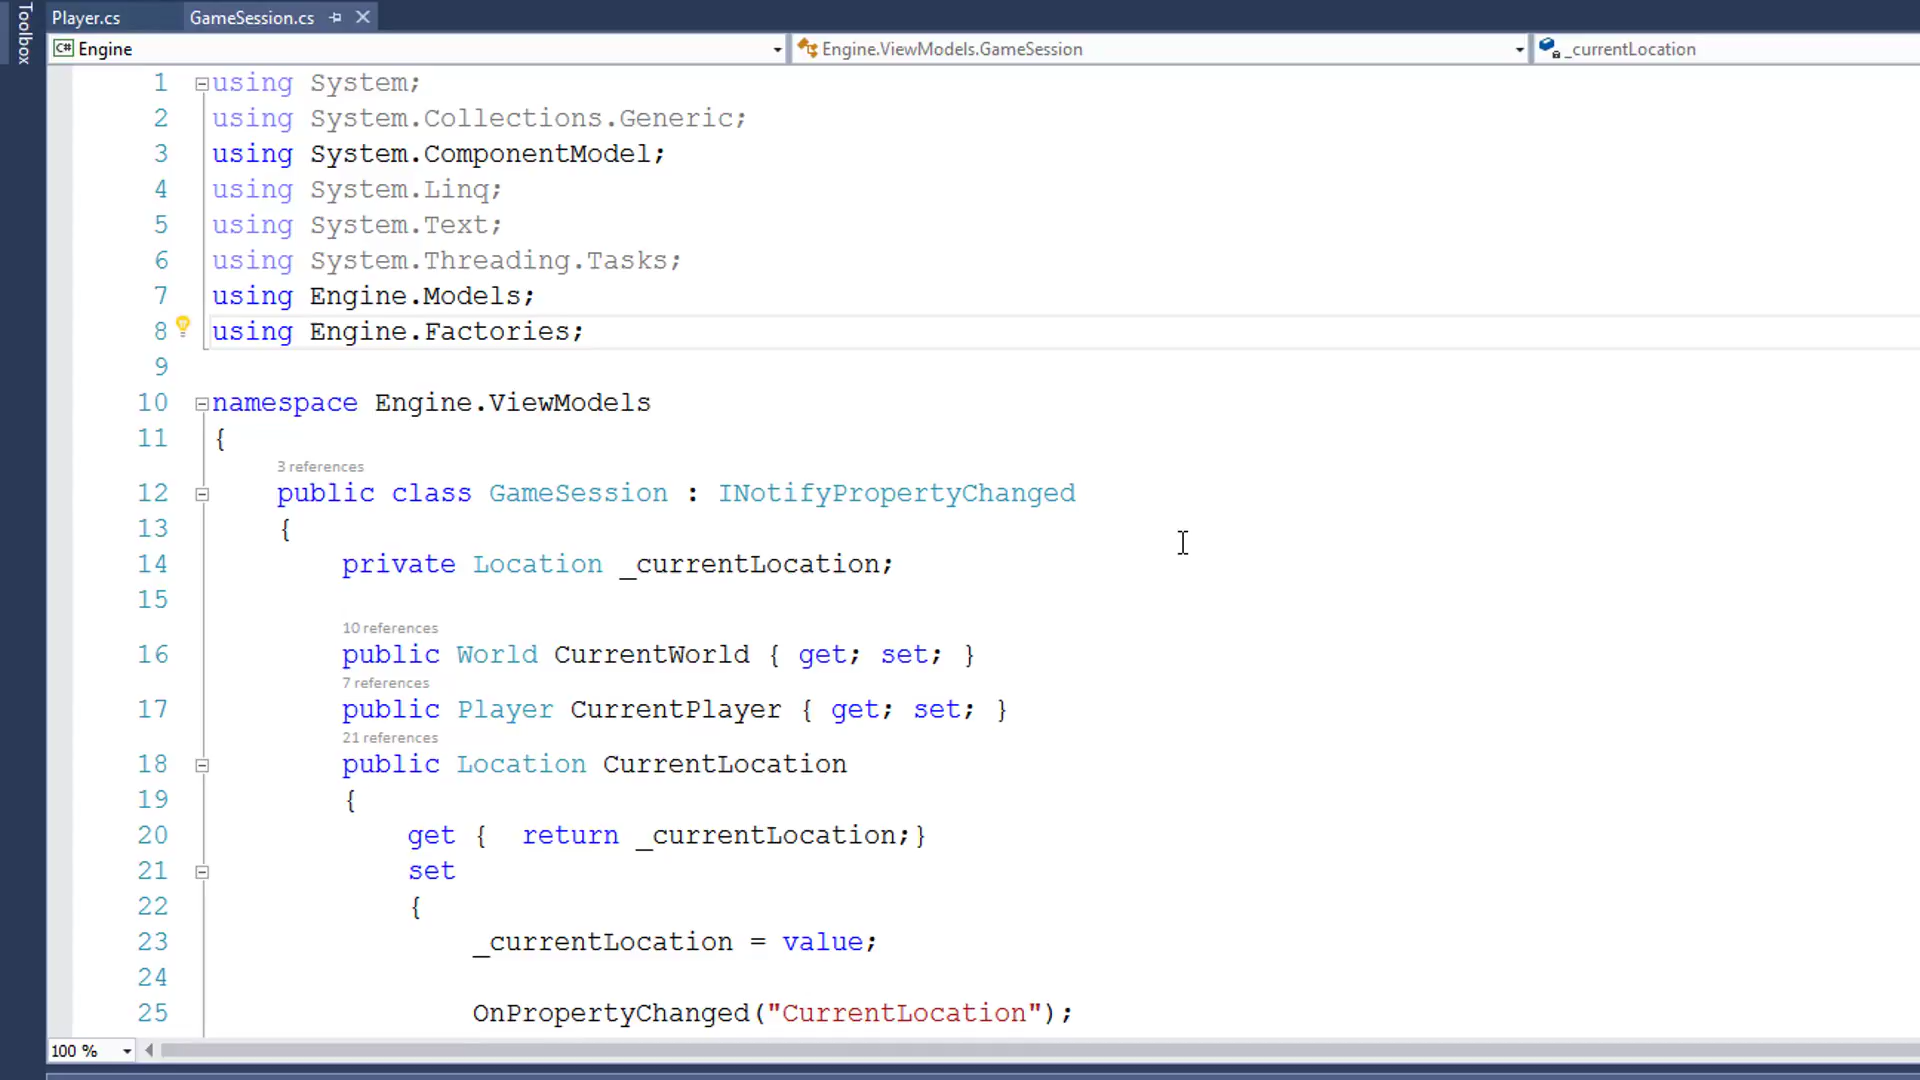 Toolbox
Player.cs GameSession.cs
C# Engine Engine.ViewModels.GameSession _currentLocation
1 using System;
2 using System.Collections.Generic;
3 using System.ComponentModel;
4 using System.Linq;
5 using System.Text;
6 using System.Threading.Tasks;
7 using Engine.Models;
8 using Engine.Factories;
9
10 namespace Engine.ViewModels
11 {
3 references
12 public class GameSession : INotifyPropertyChanged
13 {
14 private Location _currentLocation;
15
10 references
16 public World CurrentWorld { get; set; }
7 references
17 public Player CurrentPlayer { get; set; }
21 references
18 public Location CurrentLocation
19 {
20 get {  return _currentLocation;}
21 set
22 {
23 _currentLocation = value;
24
25 OnPropertyChanged("CurrentLocation");
100 %